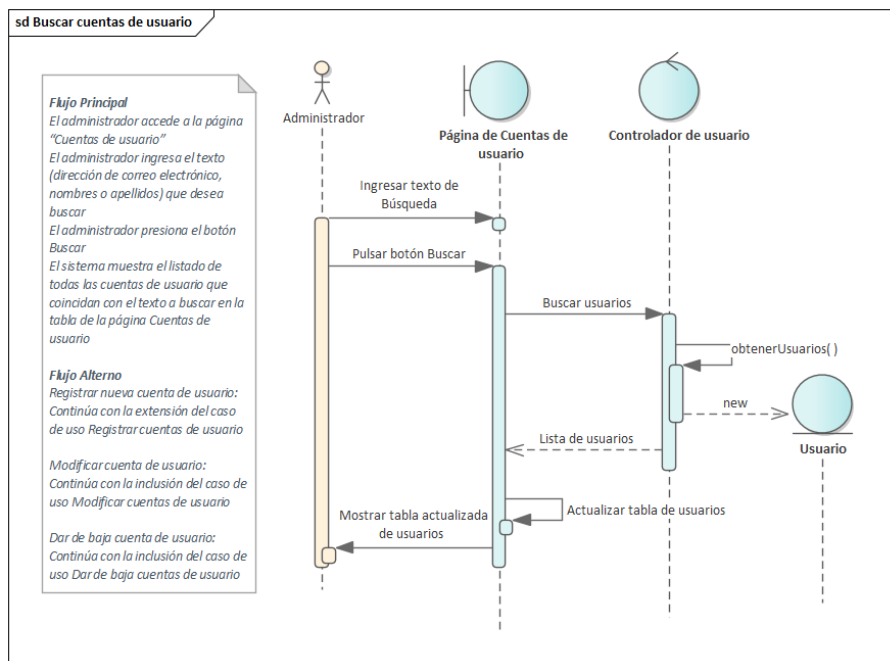 sd Buscar cuentas de usuario
Flujo Principal
El administrador accede a la página
“Cuentas de usuario”
El administrador ingresa el texto
(dirección de correo electrónico,
nombres o apellidos) que desea
buscar
El administrador presiona el botón
Buscar
El sistema muestra el listado de
todas las cuentas de usuario que
coincidan con el texto a buscar en la
tabla de la página Cuentas de
usuario
Flujo Alterno
Registrar nueva cuenta de usuario:
Continúa con la extensión del caso
de uso Registrar cuentas de usuario
Modificar cuenta de usuario:
Continúa con la inclusión del caso de
uso Modificar cuentas de usuario
Dar de baja cuenta de usuario:
Continúa con la inclusión del caso de
uso Dar de baja cuentas de usuario
Administrador
Página de Cuentas de
usuario
Controlador de usuario
Ingresar texto de
Búsqueda
Pulsar botón Buscar
Buscar usuarios
obtenerUsuarios( )
new
Usuario
Lista de usuarios
Actualizar tabla de usuarios
Mostrar tabla actualizada
de usuarios